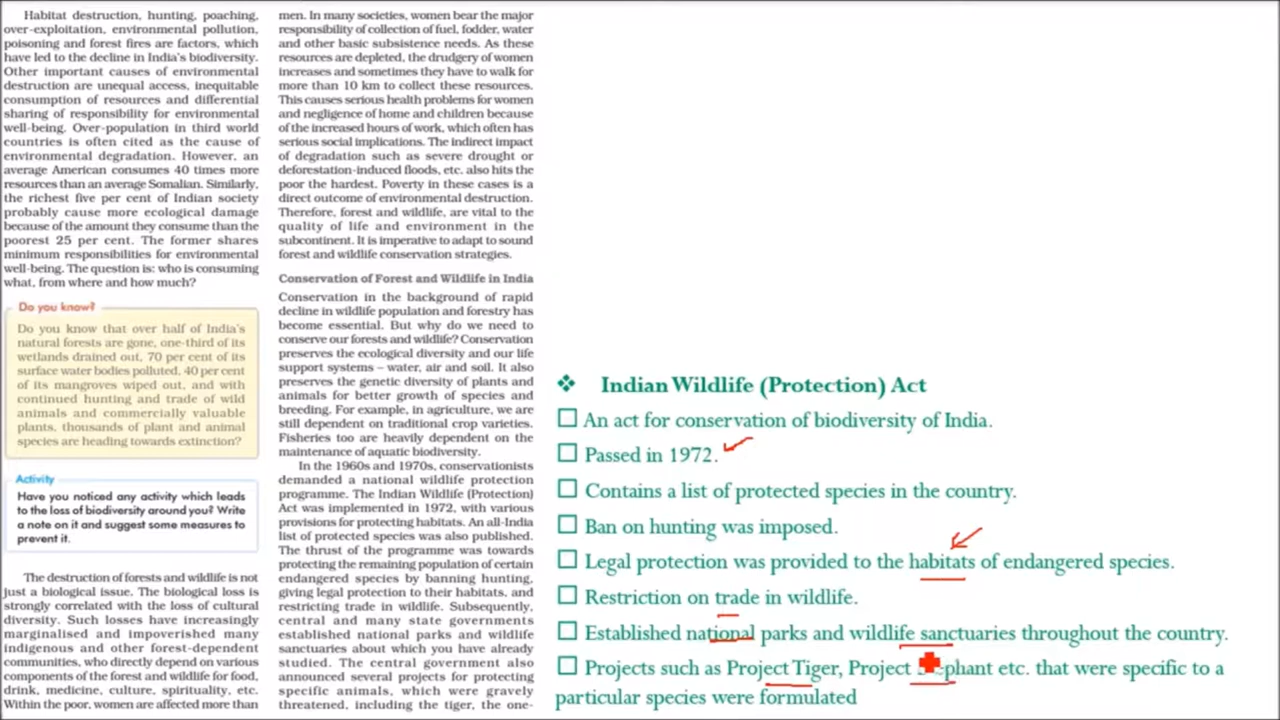 Habitat destruction, hunting, poaching,
over-exploitation, environmental pollution,
poisoning and forest fires are factors, which
have led to the decline in India's biodiversity.
Other important causes of environmental
destruction are unequal access, inequitable
consumption of resources and differential
sharing of responsibility for environmental
well-being. Over-population in third world
countries is often cited as the cause of
environmental degradation. However, an
average American consumes 40 times more
resources than an average Somalian. Similarly,
the richest five per cent of Indian society
probably cause more ecological damage
because of the amount they consume than the
poorest 25 per cent. The former shares
minimum responsibilities for environmental
well-being. The question is: who is consuming
what, from where and how much?
Do you know?
Do you know that over half of India's
natural forests are gone, one-third of its
wetlands drained out, 70 per cent of its
surface water bodies polluted, 40 per cent
of its mangroves wiped out, and with
continued hunting and trade of wild
animals and commercially valuable
plants, thousands of plant and animal
species are heading towards extinction?
Activity
Have you noticed any activity which leads
to the loss of biodiversity around you? Write
a note on it and suggest some measures to
prevent it.
The destruction of forests and wildlife is not
just a biological issue. The biological loss is
strongly correlated with the loss of cultural
diversity. Such losses have increasingly
marginalised and impoverished many
indigenous and other forest-dependent
communities, who directly depend on various
components of the forest and wildlife for food,
drink, medicine, culture, spirituality, etc.
Within the poor, women are affected more than
men. In many societies, women bear the major
responsibility of collection of fuel, fodder, water
and other basic subsistence needs. As these
resources are depleted, the drudgery of women
increases and sometimes they have to walk for
more than 10 km to collect these resources.
This causes serious health problems for women
and negligence of home and children because
of the increased hours of work, which often has
serious social implications. The indirect impact
of degradation such as severe drought or
deforestation-induced floods, etc. also hits the
poor the hardest. Poverty in these cases is a
direct outcome of environmental destruction.
Therefore, forest and wildlife, are vital to the
quality of life and environment in the
subcontinent. It is imperative to adapt to sound
forest and wildlife conservation strategies.
Conservation of Forest and Wildlife in India
Conservation in the background of rapid
decline in wildlife population and forestry has
become essential. But why do we need to
conserve our forests and wildlife? Conservation
preserves the ecological diversity and our life
support systems – water, air and soil. It also
preserves the genetic diversity of plants and
animals for better growth of species and
breeding. For example, in agriculture, we are
still dependent on traditional crop varieties.
Fisheries too are heavily dependent on the
maintenance of aquatic biodiversity.
In the 1960s and 1970s, conservationists
demanded a national wildlife protection
programme. The Indian Wildlife (Protection)
Act was implemented in 1972, with various
provisions for protecting habitats. An all-India
list of protected species was also published.
The thrust of the programme was towards
protecting the remaining population of certain
endangered species by banning hunting,
giving legal protection to their habitats, and
restricting trade in wildlife. Subsequently,
central and many state governments
established national parks and wildlife
sanctuaries about which you have already
studied. The central government also
announced several projects for protecting
specific animals, which were gravely
threatened, including the tiger, the one-
❖ Indian Wildlife (Protection) Act
☐ An act for conservation of biodiversity of India.
☐ Passed in 1972.
☐ Contains a list of protected species in the country.
☐ Ban on hunting was imposed.
☐ Legal protection was provided to the habitats of endangered species.
☐ Restriction on trade in wildlife.
☐ Established national parks and wildlife sanctuaries throughout the country.
☐ Projects such as Project Tiger, Project etc. that were specific to a
particular species were formulated